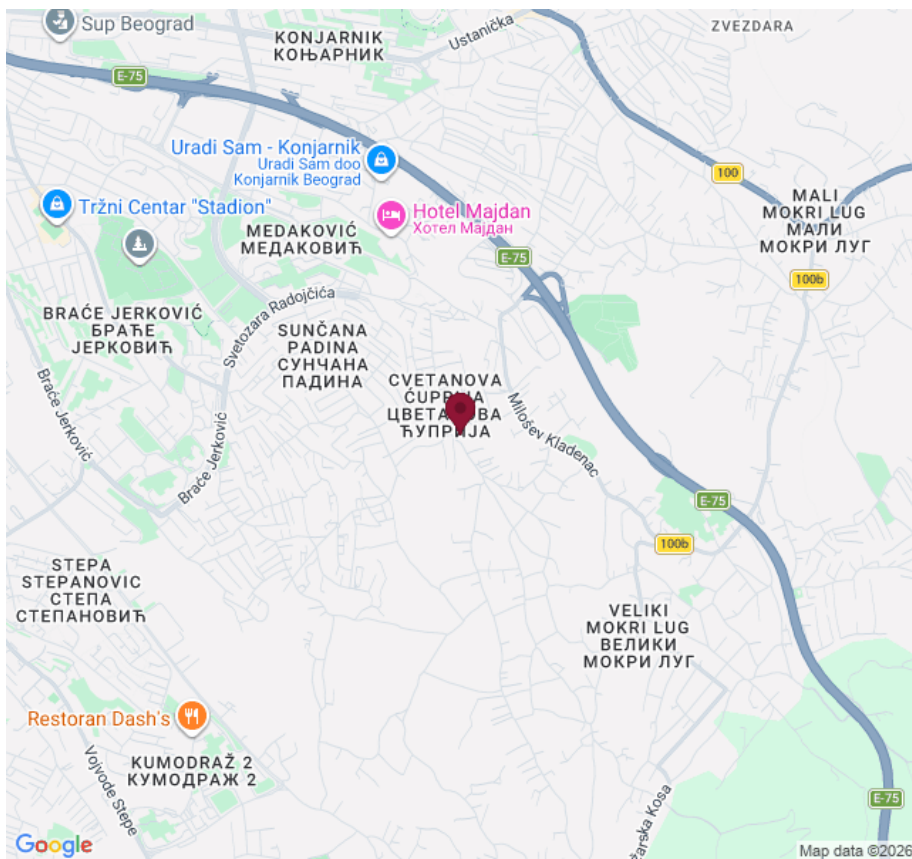 Sup Beograd
KONJARNIK
КОЊАРНИК
Ustanička
ZVEZDARA
E-75
Uradi Sam - Konjarnik
Uradi Sam doo
Konjarnik Beograd
100
Tržni Centar "Stadion"
Hotel Majdan
Хотел Мајдан
MALI
MOKRI LUG
МАЛИ
МОКРИ ЛУГ
MEDAKOVIĆ
МЕДАКОВИЋ
E-75
100b
BRAĆE JERKOVIĆ
БРАЋЕ
ЈЕРКОВИЋ
Svetozara Radojčića
SUNČANA
PADINA
СУНЧАНА
ПАДИНА
CVETANOVA
Braće Jerković
Milošev Kladenac
Braće Jerković
E-75
100b
STEPA
STEPANOVIC
СТЕПА
СТЕПАНОВИЋ
VELIKI
MOKRI LUG
ВЕЛИКИ
МОКРИ ЛУГ
Restoran Dash's
Vojvode Stepe
KUMODRAŽ 2
КУМОДРАЖ 2
E-75
Kosa
Google
Map data ©2026